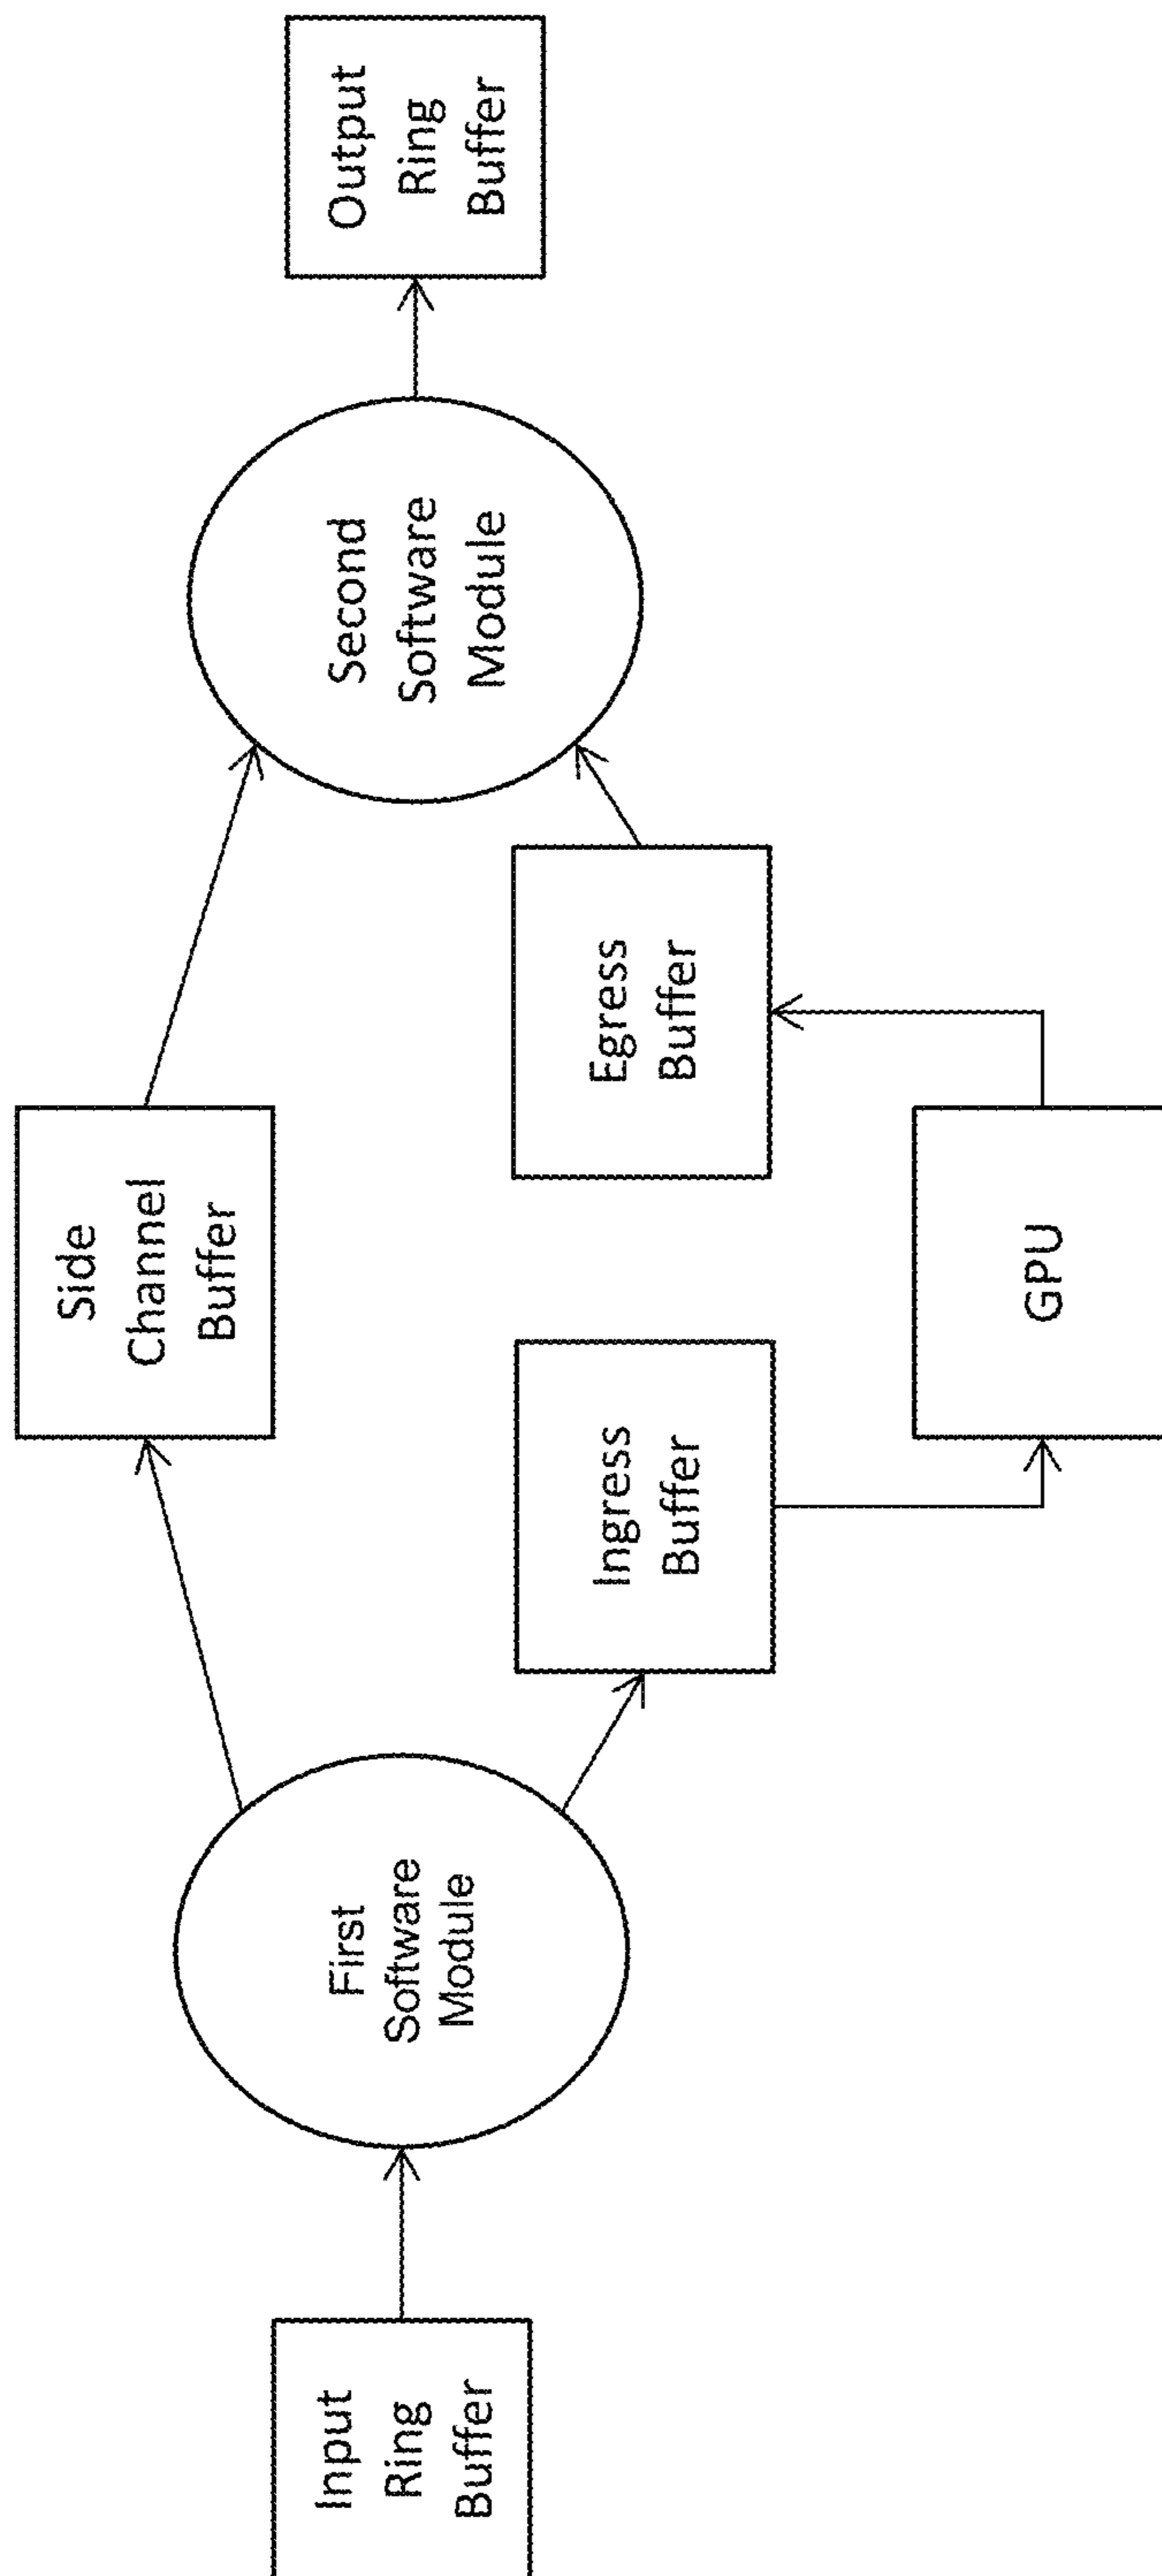 Input
Ring
Buffer
First
Software
Module
Side
Channel
Buffer
Ingress
Buffer
GPU
Egress
Buffer
Second
Software
Module
Output
Ring
Buffer